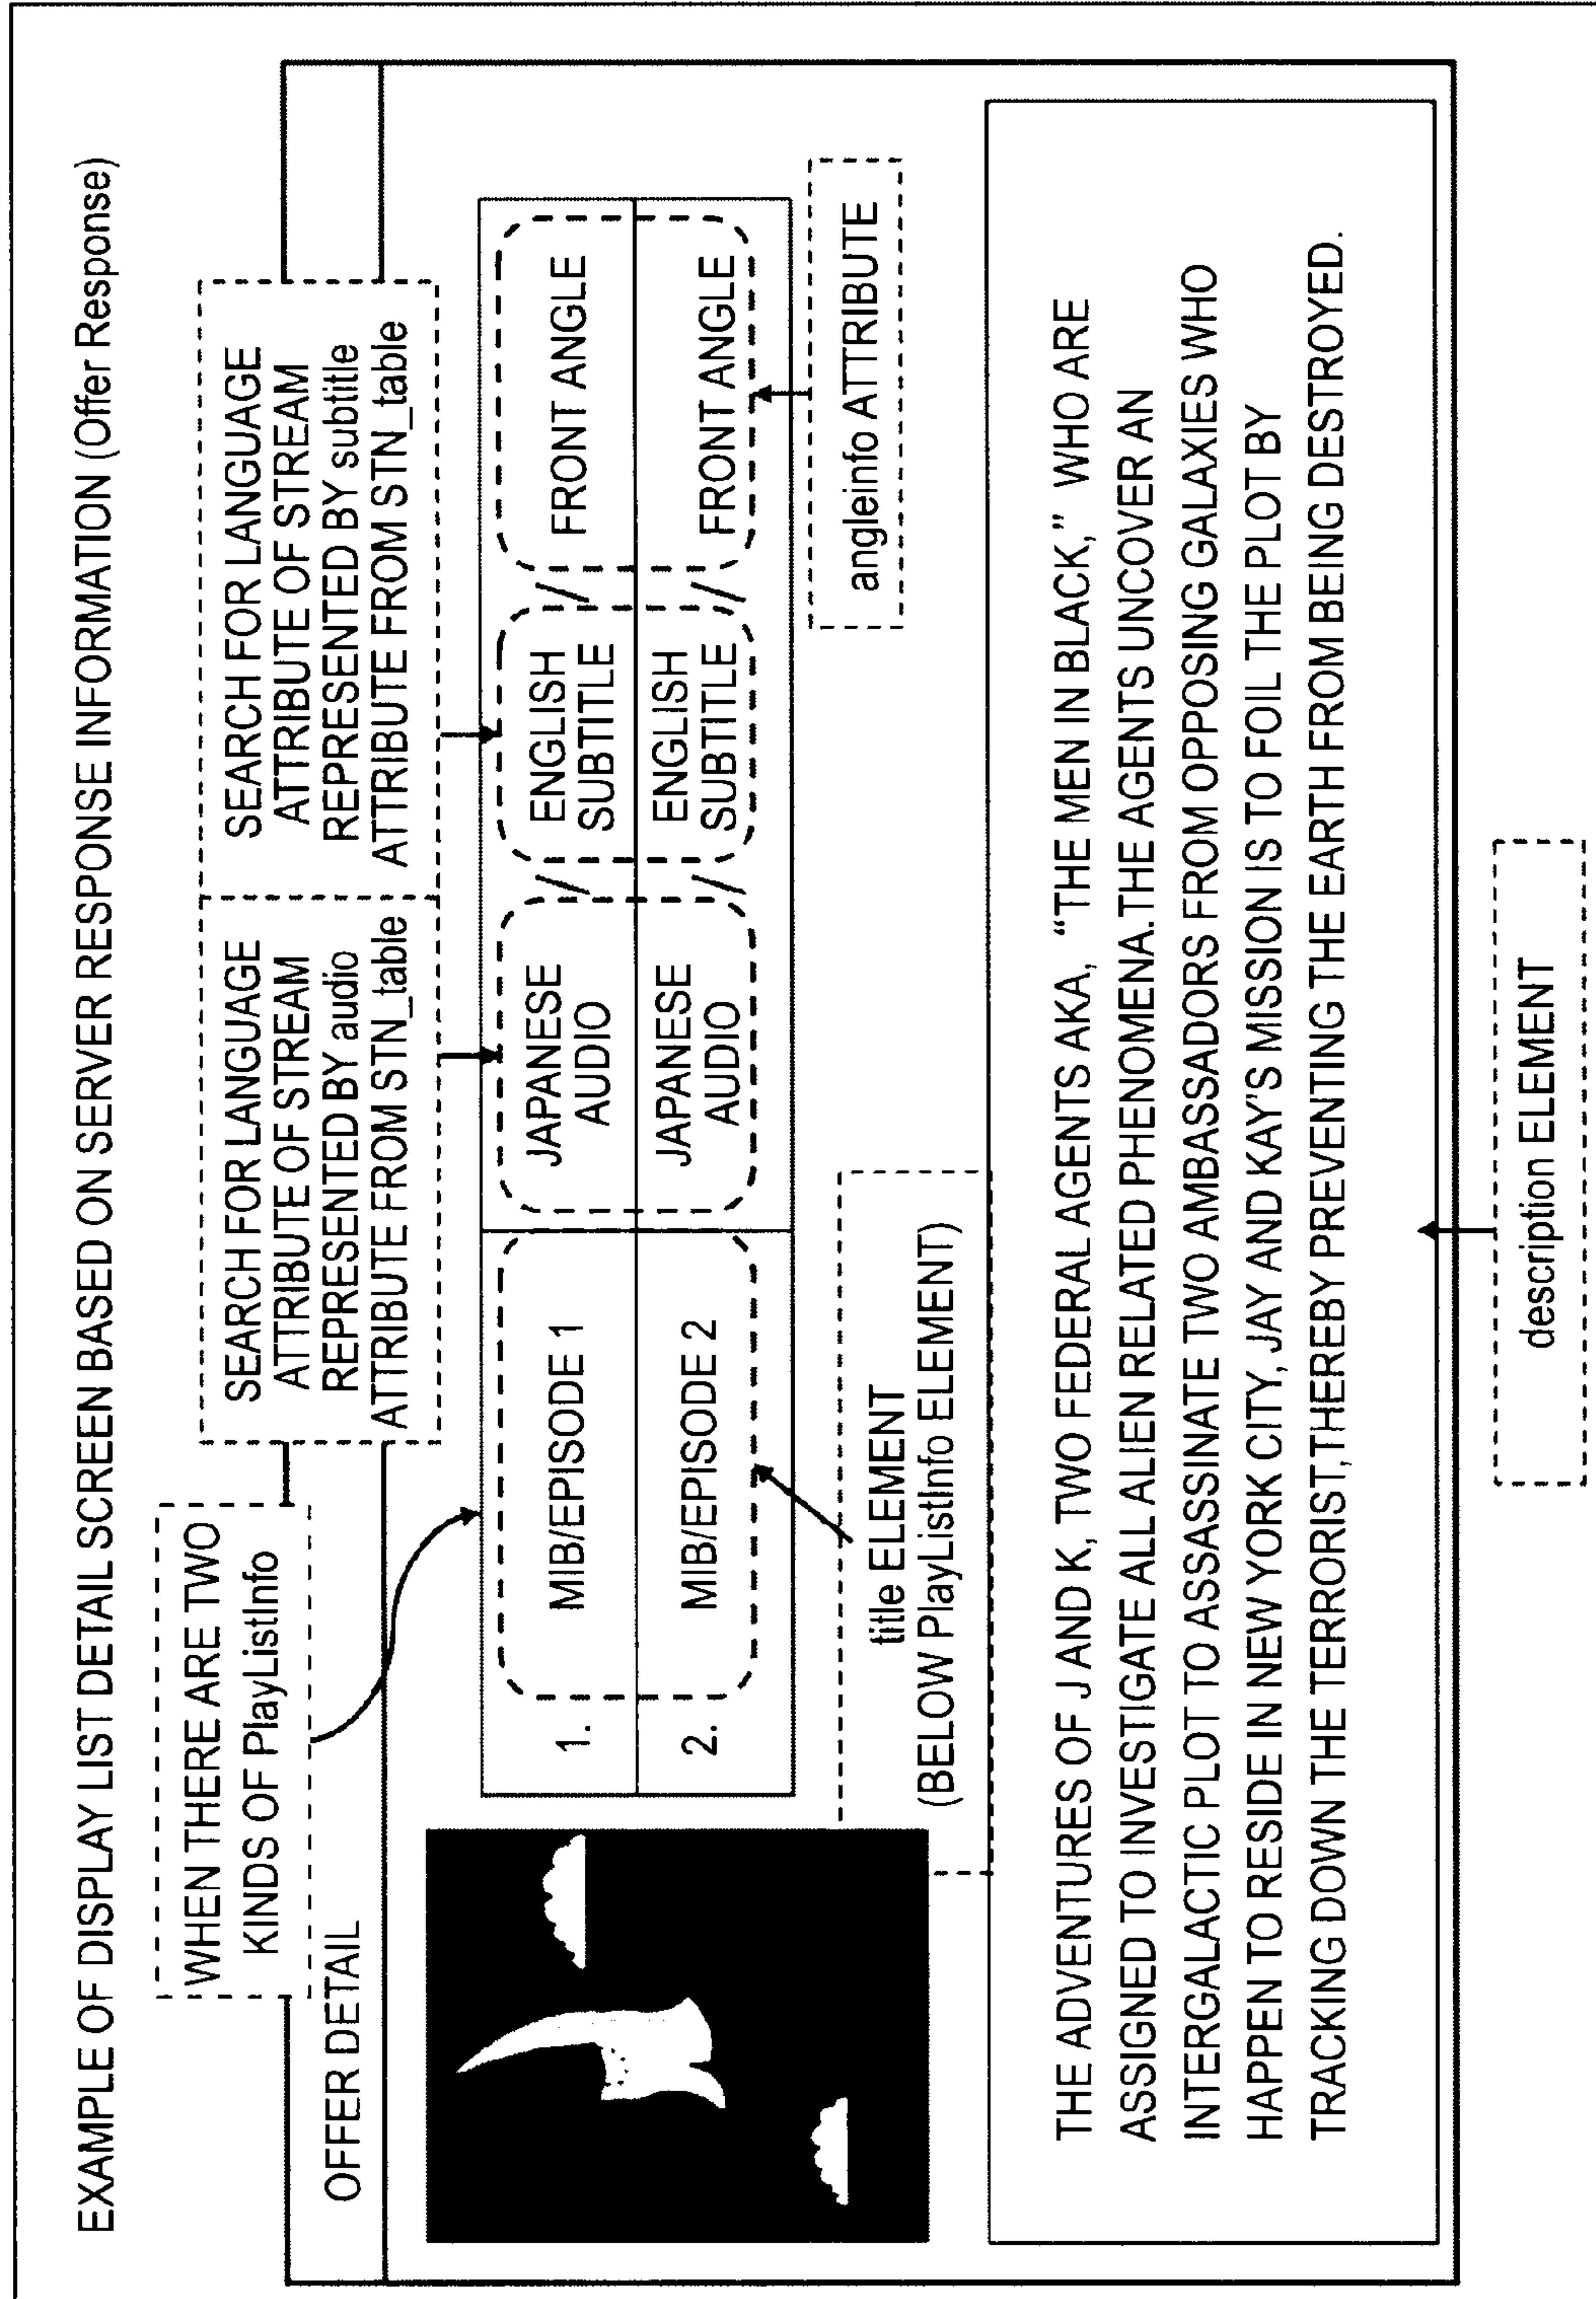 EXAMPLE OF DISPLAY LIST DETAIL SCREEN BASED ON SERVER RESPONSE INFORMATION (Offer Response)
WHEN THERE ARE TWO
KINDS OF PlayListInfo
SEARCH FOR LANGUAGE
ATTRIBUTE OF STREAM
REPRESENTED BY audio
ATTRIBUTE FROM STN_table
SEARCH FOR LANGUAGE
ATTRIBUTE OF STREAM
REPRESENTED BY subtitle
ATTRIBUTE FROM STN_table
OFFER DETAIL
1. MIB/EPISODE 1
JAPANESE
AUDIO
/
ENGLISH
SUBTITLE
/
FRONT ANGLE
2. MIB/EPISODE 2
JAPANESE
AUDIO
/
ENGLISH
SUBTITLE
/
FRONT ANGLE
title ELEMENT
(BELOW PlayListInfo ELEMENT)
angleinfo ATTRIBUTE
THE ADVENTURES OF J AND K, TWO FEDERAL AGENTS AKA, “THE MEN IN BLACK,” WHO ARE
ASSIGNED TO INVESTIGATE ALL ALIEN RELATED PHENOMENA.THE AGENTS UNCOVER AN
INTERGALACTIC PLOT TO ASSASSINATE TWO AMBASSADORS FROM OPPOSING GALAXIES WHO
HAPPEN TO RESIDE IN NEW YORK CITY, JAY AND KAY'S MISSION IS TO FOIL THE PLOT BY
TRACKING DOWN THE TERRORIST,THEREBY PREVENTING THE EARTH FROM BEING DESTROYED.
description ELEMENT